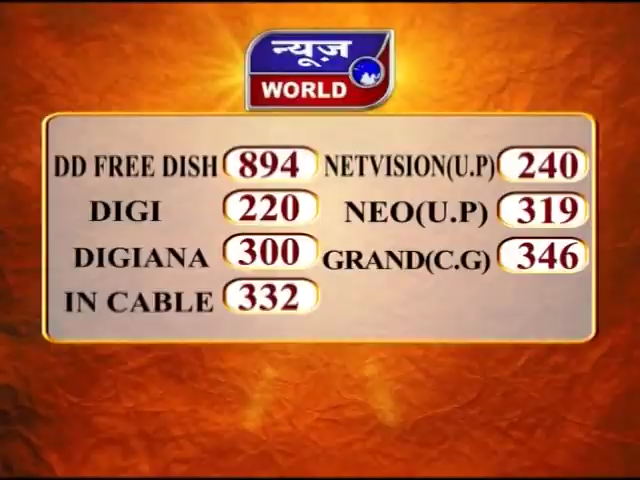 न्यूज़
WORLD
DD FREE DISH 894 NETVISION(U.P) 240
DIGI 220 NEO(U.P) 319
DIGIANA 300 GRAND(C.G) 346
IN CABLE 332